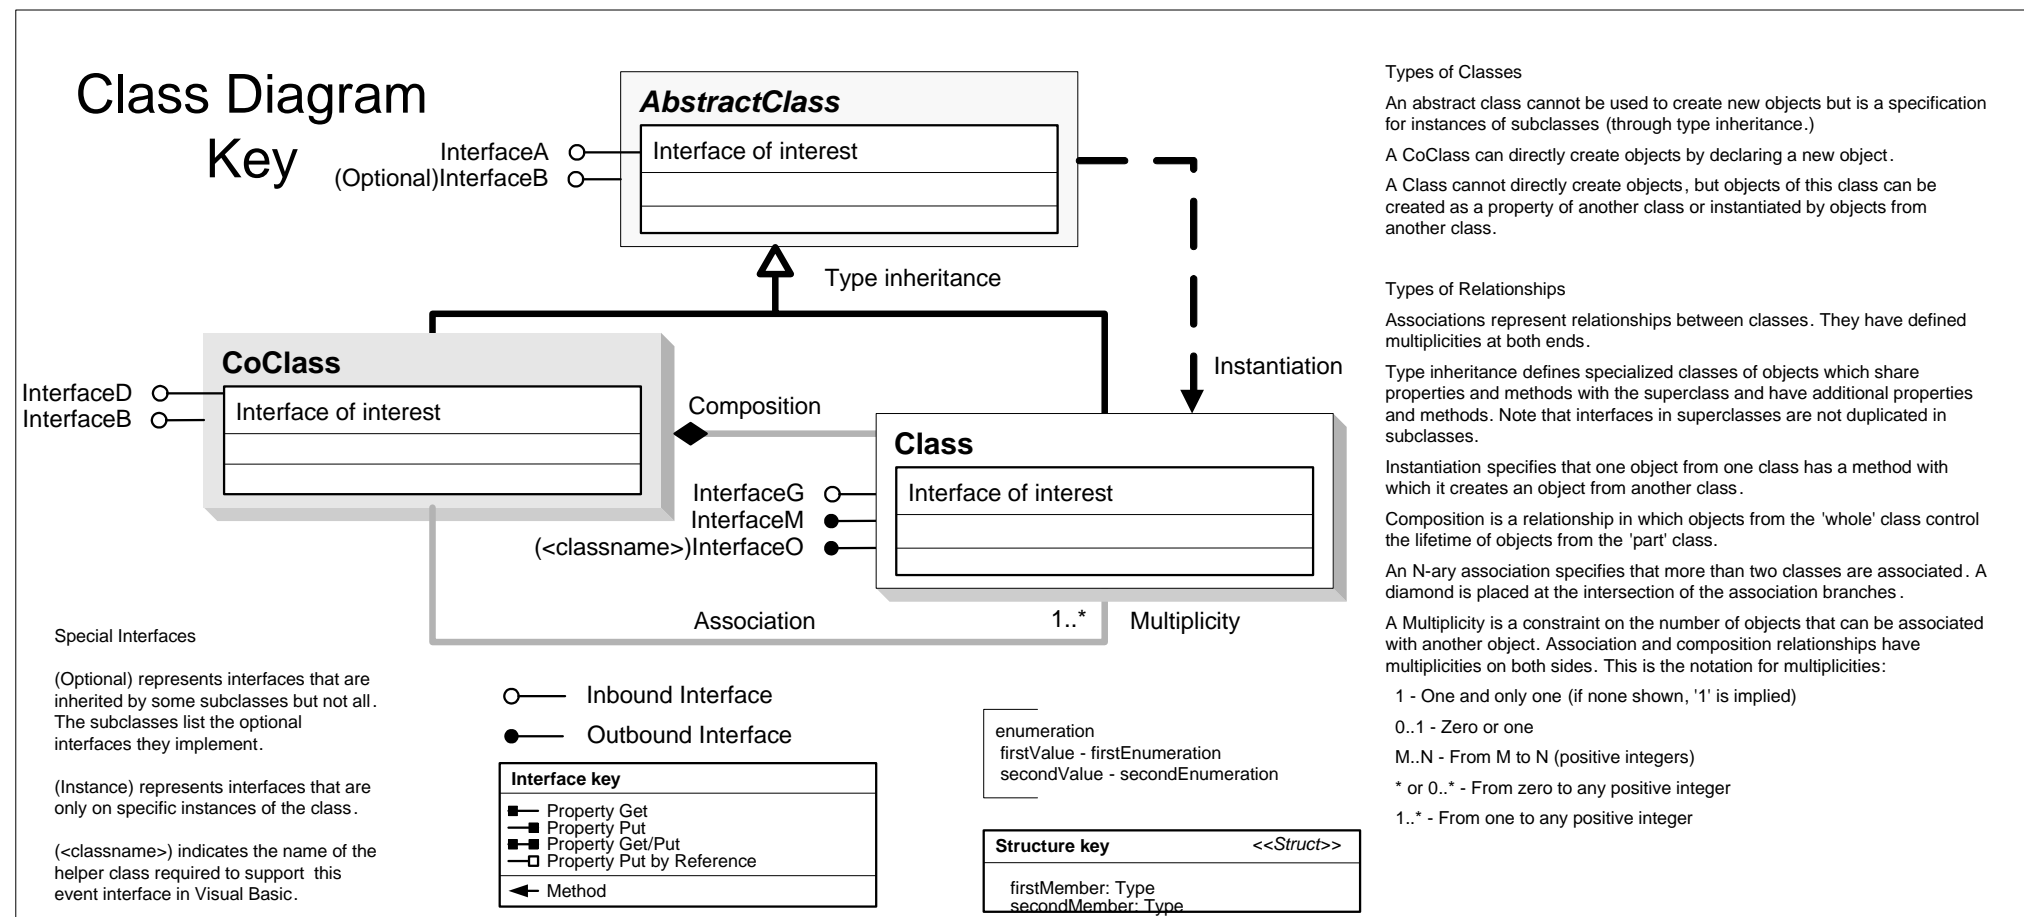 Class Diagram
Key
AbstractClass
Interface of interest
InterfaceA
(Optional)InterfaceB
Type inheritance
Instantiation
CoClass
Interface of interest
InterfaceD
InterfaceB
Composition
Class
Interface of interest
InterfaceG
InterfaceM
(<classname>)InterfaceO
Association
1..*
Multiplicity
Special Interfaces
(Optional) represents interfaces that are
inherited by some subclasses but not all.
The subclasses list the optional
interfaces they implement.
(Instance) represents interfaces that are
only on specific instances of the class.
(<classname>) indicates the name of the
helper class required to support this
event interface in Visual Basic.
Inbound Interface
Outbound Interface
Interface key
Property Get
Property Put
Property Get/Put
Property Put by Reference
Method
enumeration
firstValue - firstEnumeration
secondValue - secondEnumeration
Structure key <<Struct>>
firstMember: Type
secondMember: Type
Types of Classes
An abstract class cannot be used to create new objects but is a specification
for instances of subclasses (through type inheritance.)
A CoClass can directly create objects by declaring a new object.
A Class cannot directly create objects, but objects of this class can be
created as a property of another class or instantiated by objects from
another class.
Types of Relationships
Associations represent relationships between classes. They have defined
multiplicities at both ends.
Type inheritance defines specialized classes of objects which share
properties and methods with the superclass and have additional properties
and methods. Note that interfaces in superclasses are not duplicated in
subclasses.
Instantiation specifies that one object from one class has a method with
which it creates an object from another class.
Composition is a relationship in which objects from the 'whole' class control
the lifetime of objects from the 'part' class.
An N-ary association specifies that more than two classes are associated. A
diamond is placed at the intersection of the association branches.
A Multiplicity is a constraint on the number of objects that can be associated
with another object. Association and composition relationships have
multiplicities on both sides. This is the notation for multiplicities:
1 - One and only one (if none shown, '1' is implied)
0..1 - Zero or one
M..N - From M to N (positive integers)
* or 0..* - From zero to any positive integer
1..* - From one to any positive integer